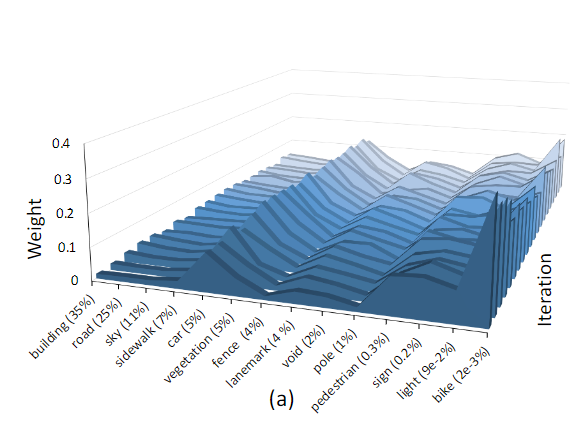 0.4
0.3
0.2
0.1
0
Weight
building (35%)
road (25%)
sky (11%)
sidewalk (7%)
car (5%)
vegetation (5%)
fence (4%)
lanemark (4 %)
void (2%)
pole (1%)
pedestrian (0.3%)
sign (0.2%)
light (9e-2%)
bike (2e-3%)
Iteration
(a)